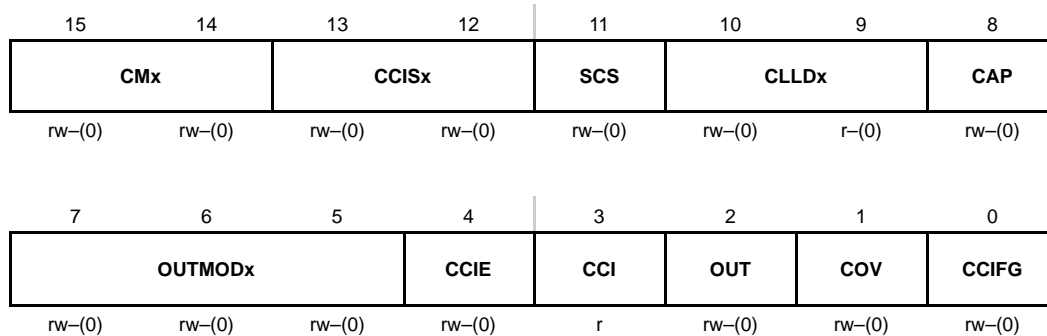 15 14 13 12 11 10 9 8
CMx CCISx SCS CLLDx CAP
rw–(0) rw–(0) rw–(0) rw–(0) rw–(0) rw–(0) r–(0) rw–(0)
7 6 5 4 3 2 1 0
OUTMODx CCIE CCI OUT COV CCIFG
rw–(0) rw–(0) rw–(0) rw–(0) r rw–(0) rw–(0) rw–(0)